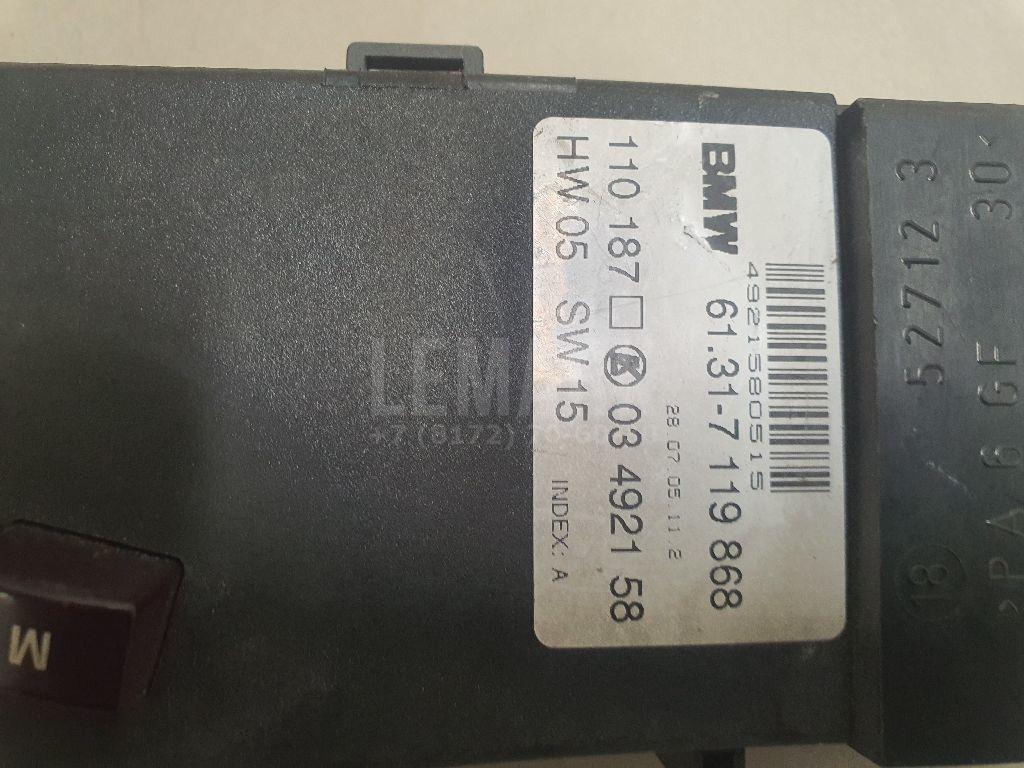 4921580515
BMW 61.31-7 119 868
28.07.05.11.2
110 187 K 03 4921 58
HW 05 SW 15 INDEX: A
52712 3
18
>PA 6 GF 30<
M